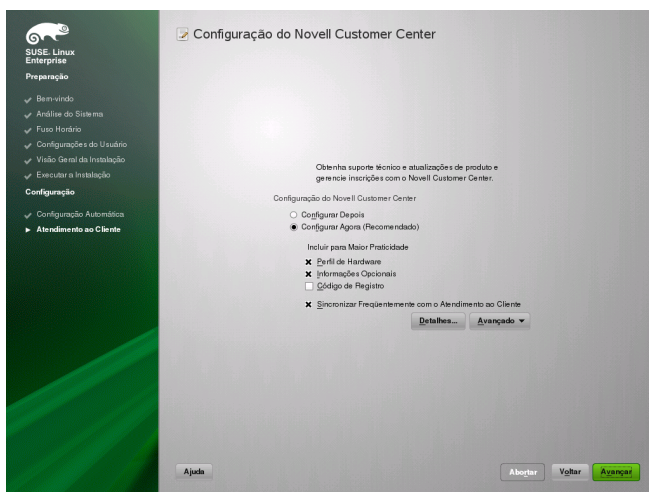 SUSE. Linux
Enterprise
Preparação
Bem-vindo
Análise do Sistema
Fuso Horário
Configurações do Usuário
Visão Geral da Instalação
Executar a Instalação
Configuração
Configuração Automática
Atendimento ao Cliente
Configuração do Novell Customer Center
Obtenha suporte técnico e atualizações de produto e
gerencie inscrições com o Novell Customer Center.
Configuração do Novell Customer Center
Configurar Depois
Configurar Agora (Recomendado)
Incluir para Maior Praticidade
Perfil de Hardware
Informações Opcionais
Código de Registro
Sincronizar Freqüentemente com o Atendimento ao Cliente
Detalhes... Avançado
Ajuda Abortar Voltar Avançar